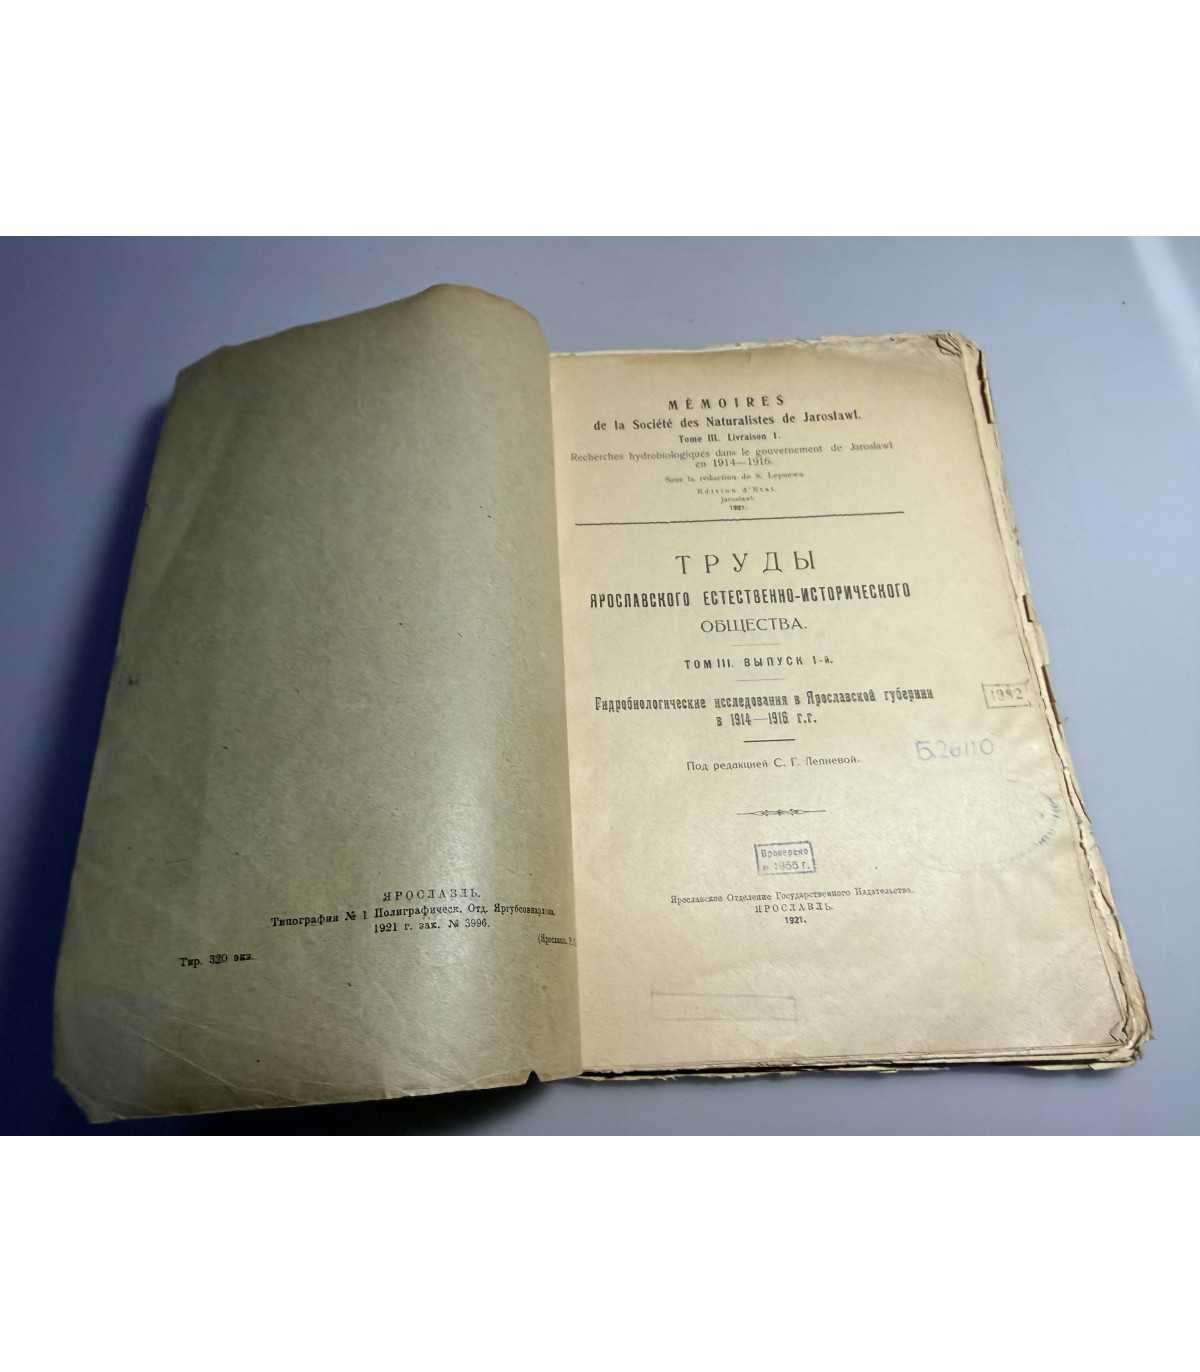 ЯРОСЛАВЛЬ.
Типография № 1 Полиграфическ. Отд. Яргубсовнархоза.
1921 г. зак. № 3996.
(Ярославль, Р.
Тир. 320 экз.
MÉMOIRES
de la Société des Naturalistes de Jaroslawl.
Tome III. Livraison 1.
Recherches hydrobiologiques dans le gouvernement de Jaroslawl
en 1914—1916.
Sous la rédaction de S. Lepnewa
Edition d'Etat.
Jaroslawl.
1921.
ТРУДЫ
ЯРОСЛАВСКОГО ЕСТЕСТВЕННО-ИСТОРИЧЕСКОГО
ОБЩЕСТВА.
ТОМ III. ВЫПУСК 1-й.
Гидробиологические исследования в Ярославской губернии
в 1914—1916 г.г.
1982
Б26110
Под редакцией С. Г. Лепневой.
Проверено
в 1955 г.
Ярославское Отделение Государственного Издательства.
ЯРОСЛАВЛЬ.
1921.